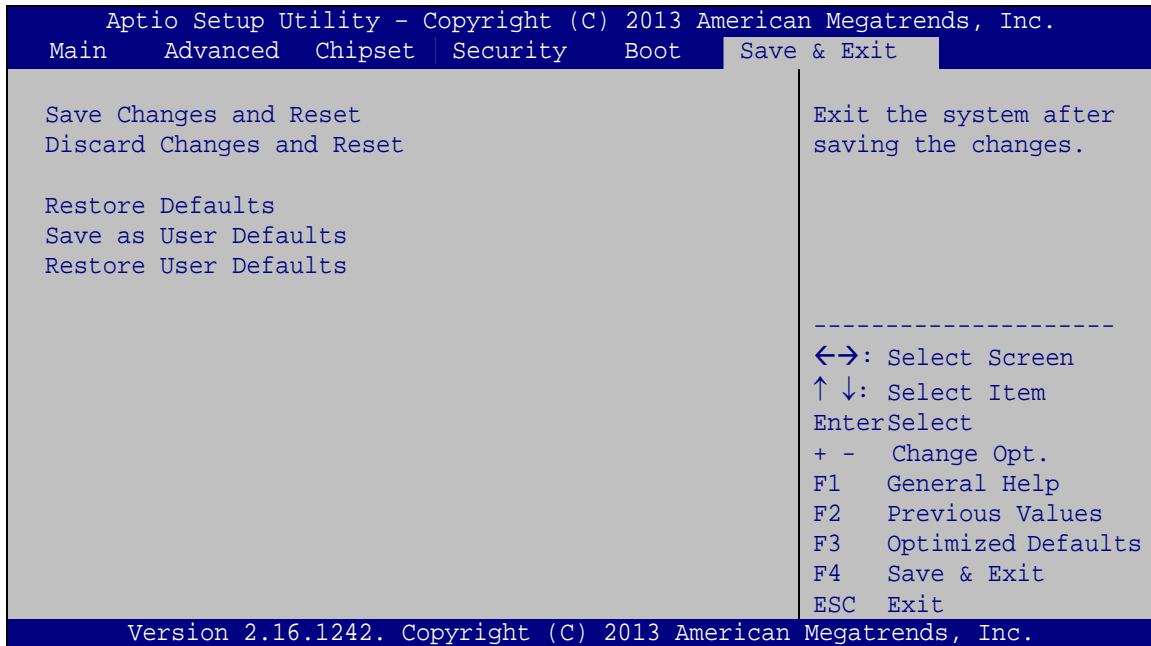 Aptio Setup Utility – Copyright (C) 2013 American Megatrends, Inc.
Main Advanced Chipset Security Boot Save & Exit
Save Changes and Reset
Discard Changes and Reset
Restore Defaults
Save as User Defaults
Restore User Defaults
Exit the system after
saving the changes.
---------------------
←→: Select Screen
↑ ↓: Select Item
EnterSelect
+ - Change Opt.
F1 General Help
F2 Previous Values
F3 Optimized Defaults
F4 Save & Exit
ESC Exit
Version 2.16.1242. Copyright (C) 2013 American Megatrends, Inc.